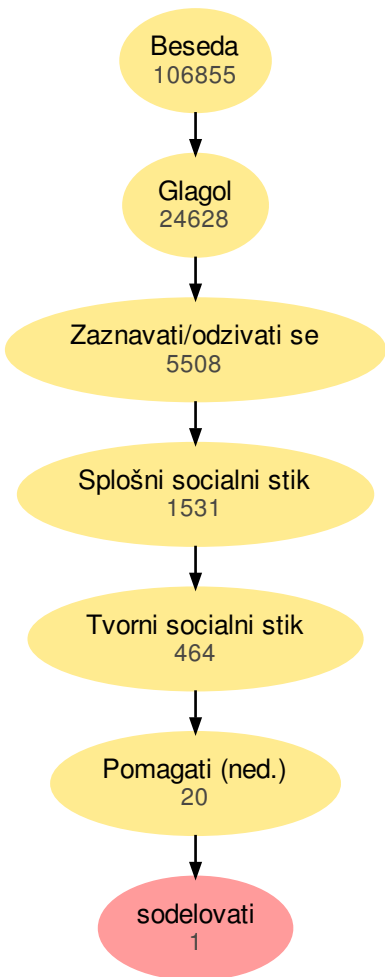 Beseda
106855
Glagol
24628
Zaznavati/odzivati se
5508
Splošni socialni stik
1531
Tvorni socialni stik
464
Pomagati (ned.)
20
sodelovati
1